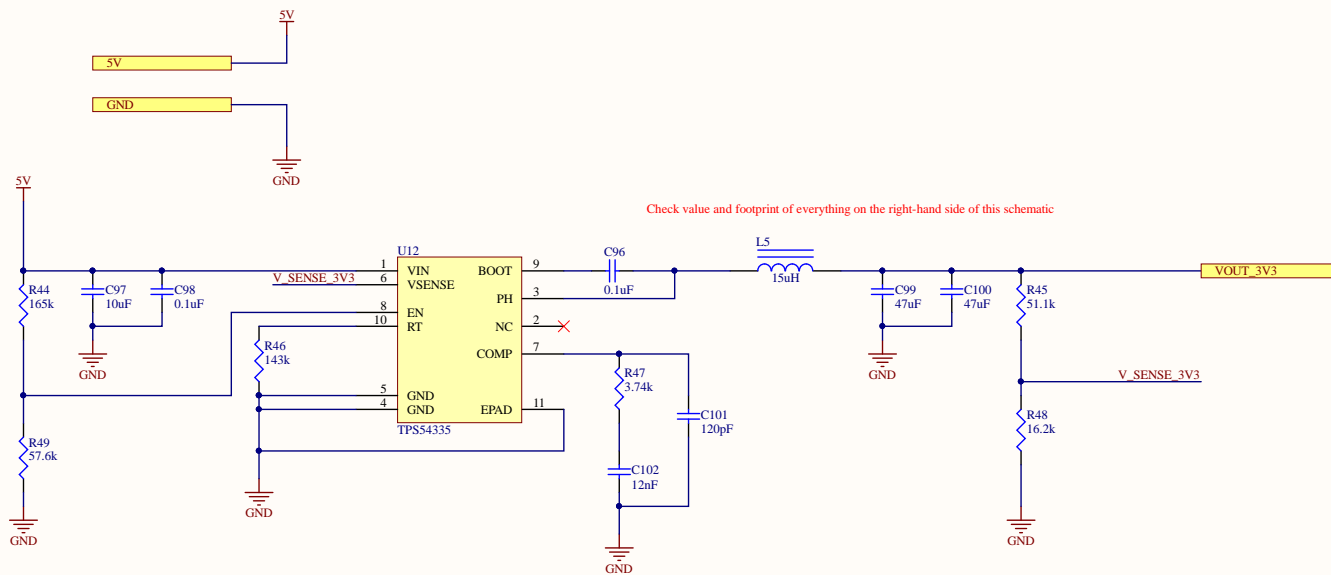 5V
5V
GND
GND
5V
Check value and footprint of everything on the right-hand side of this schematic
U12
C96
L5
1 VIN BOOT 9
V_SENSE_3V3 6 VSENSE
0.1uF
15uH
VOUT_3V3
R44
165k
C97
10uF
C98
0.1uF
PH 3
C99
47uF
C100
47uF
R45
51.1k
8 EN
10 RT
NC 2
R46
143k
COMP 7
GND
GND
R47
3.74k
V_SENSE_3V3
5 GND
4 GND
EPAD 11
C101
120pF
R48
16.2k
TPS54335
R49
57.6k
C102
12nF
GND
GND
GND
GND